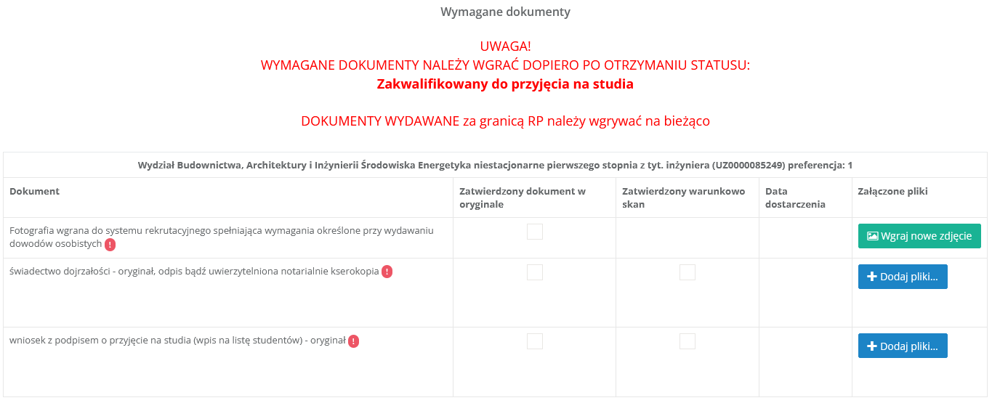 Wymagane dokumenty
UWAGA!
WYMAGANE DOKUMENTY NALEŻY WGRAĆ DOPIERO PO OTRZYMANIU STATUSU:
Zakwalifikowany do przyjęcia na studia
DOKUMENTY WYDAWANE za granicą RP należy wgrywać na bieżąco
Wydział Budownictwa, Architektury i Inżynierii Środowiska Energetyka niestacjonarne pierwszego stopnia z tyt. inżyniera (UZ0000085249) preferencja: 1
Dokument
Zatwierdzony dokument w
oryginale
Zatwierdzony warunkowo
skan
Data
dostarczenia
Załączone pliki
Fotografia wgrana do systemu rekrutacyjnego spełniająca wymagania określone przy wydawaniu
dowodów osobistych !
Wgraj nowe zdjęcie
świadectwo dojrzałości - oryginał, odpis bądź uwierzytelniona notarialnie kserokopia !
Dodaj pliki...
wniosek z podpisem o przyjęcie na studia (wpis na listę studentów) - oryginał !
Dodaj pliki...